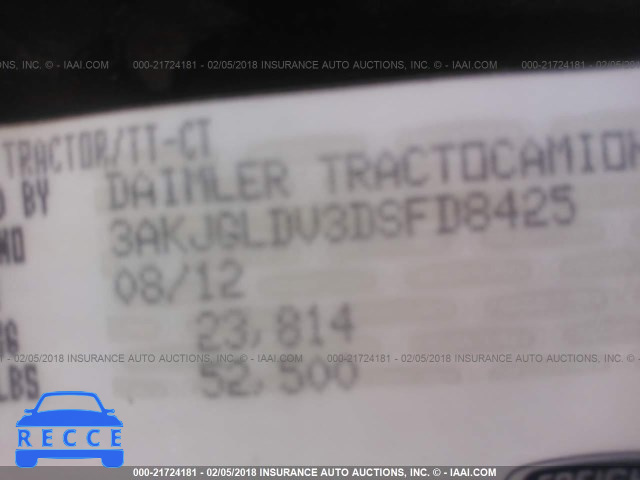 000-21724181 - 02/05/2018 INSURANCE AUTO AUCTIONS, INC. - © IAAI.COM
TRACTOR/TT-CT
BY DAIMLER TRACTOCAMION
3AKJGLDV3DSFD8425
08/12
23,814
000-21724181 - 02/05/2018 INSURANCE AUTO AUCTIONS, INC. - © IAAI.COM
LBS 52,500
RECCE
000-21724181 - 02/05/2018 INSURANCE AUTO AUCTIONS, INC. - © IAAI.COM